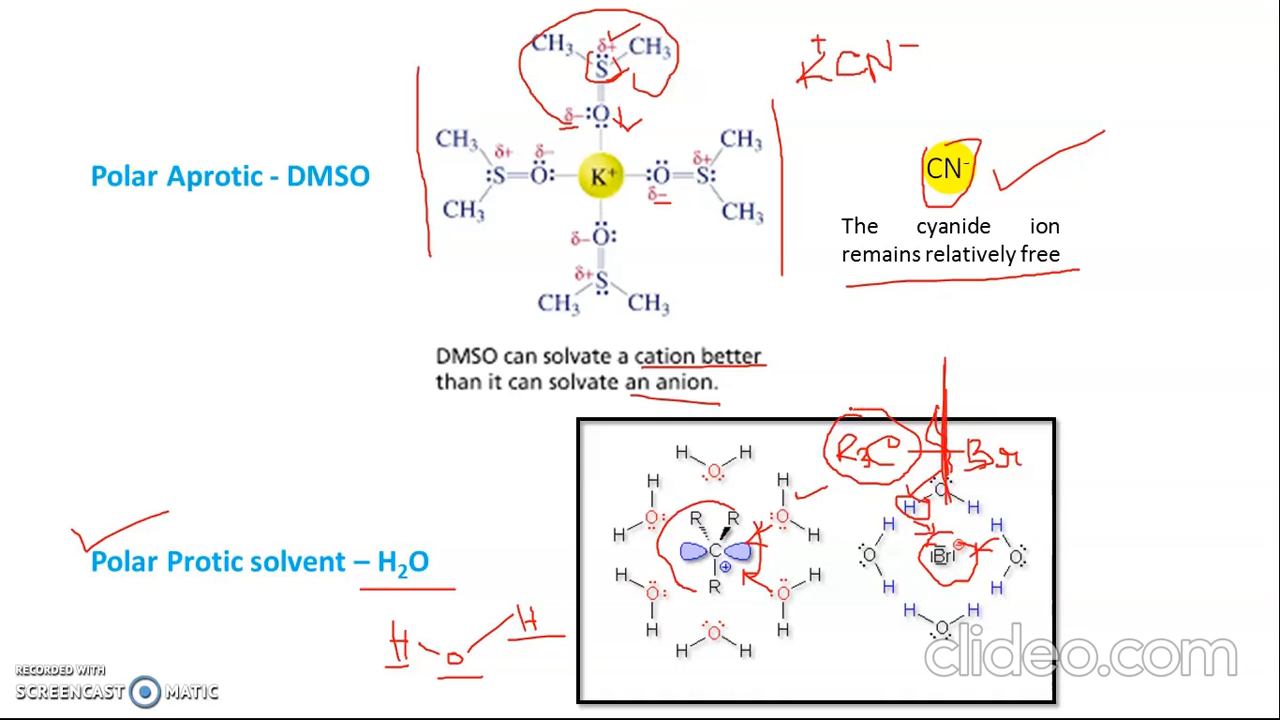 CH3 δ+ CH3
S
δ– :O
K+ CN−
CH3 δ+ δ– δ+ CH3
:S=O: K+ :O=S:
δ–
CH3 CH3
Polar Aprotic - DMSO
CN-
The cyanide ion
remains relatively free
δ– O:
δ+ S
CH3 CH3
DMSO can solvate a cation better
than it can solvate an anion.
R3C Br
H O H
H H H H
O R R O
H C H
⊕
H R H
O O
H H
H O H
H O H
H H
O Br O
H H
H O H
Polar Protic solvent – H2O
H O H
RECORDED WITH
SCREENCAST MATIC
clideo.com